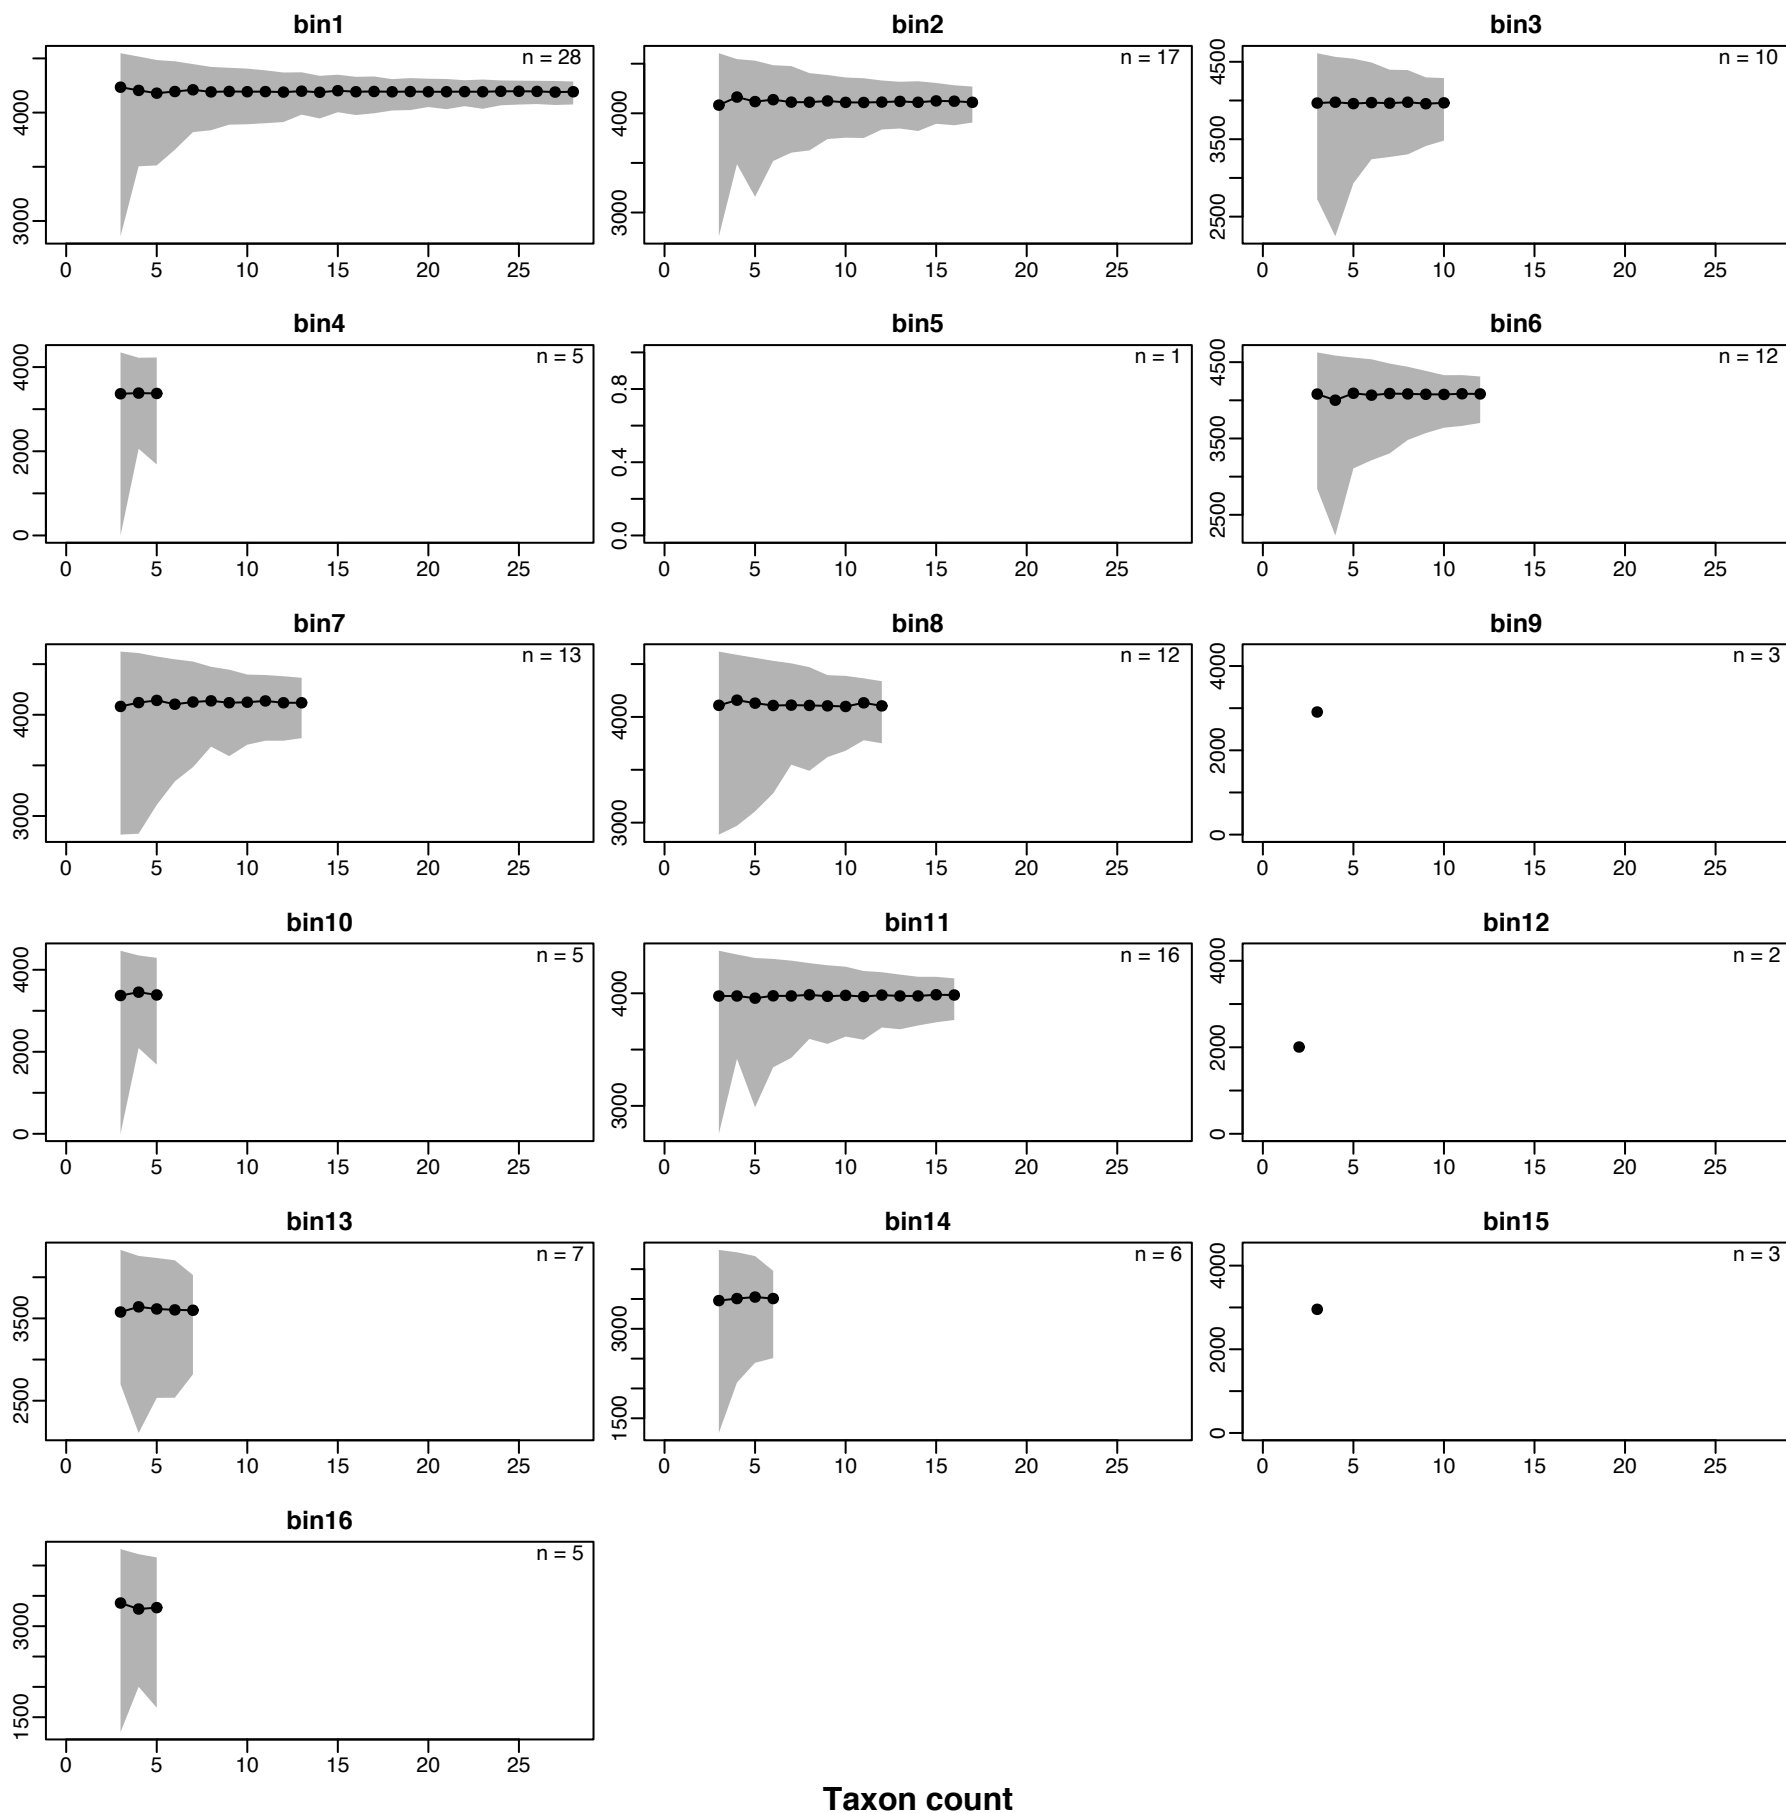 bin1 bin2 bin3
n = 28 n = 17 n = 10
4000 3000 4000 3000 4500 3500 2500
0 5 10 15 20 25 0 5 10 15 20 25 0 5 10 15 20 25
bin4 bin5 bin6
n = 5 n = 1 n = 12
4000 2000 0 0.8 0.4 0.0 4500 3500 2500
0 5 10 15 20 25 0 5 10 15 20 25 0 5 10 15 20 25
bin7 bin8 bin9
n = 13 n = 12 n = 3
4000 3000 4000 3000 4000 2000 0
0 5 10 15 20 25 0 5 10 15 20 25 0 5 10 15 20 25
bin10 bin11 bin12
n = 5 n = 16 n = 2
4000 2000 0 4000 3000 4000 2000 0
0 5 10 15 20 25 0 5 10 15 20 25 0 5 10 15 20 25
bin13 bin14 bin15
n = 7 n = 6 n = 3
3500 2500 3000 1500 4000 2000 0
0 5 10 15 20 25 0 5 10 15 20 25 0 5 10 15 20 25
bin16
n = 5
3000 1500
0 5 10 15 20 25
Taxon count